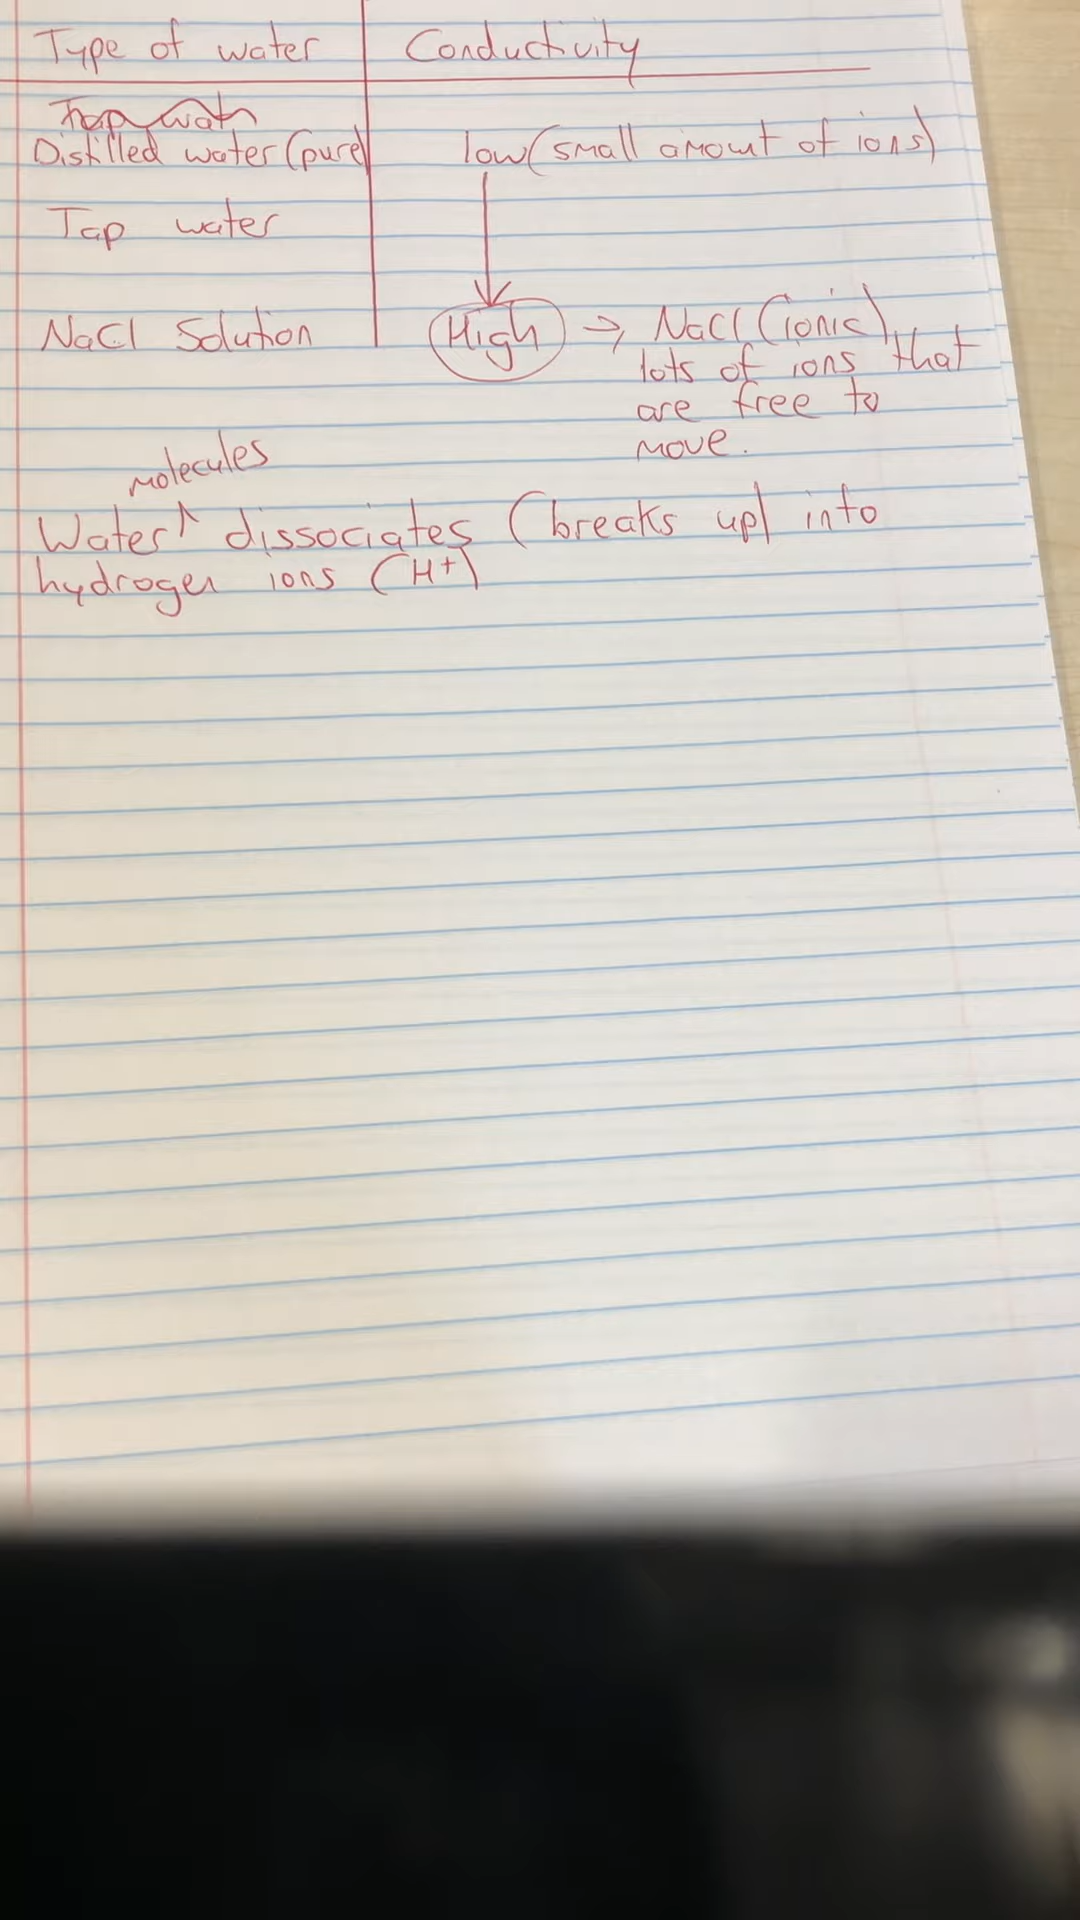 Type of water Conductivity
Tap wat
Distilled water (pure) low (small amount of ions)
Tap water
NaCl Solution High → NaCl (ionic),
lots of ions that
are free to
move.
molecules
Water ^ dissociates (breaks up) into
hydrogen ions (H+)